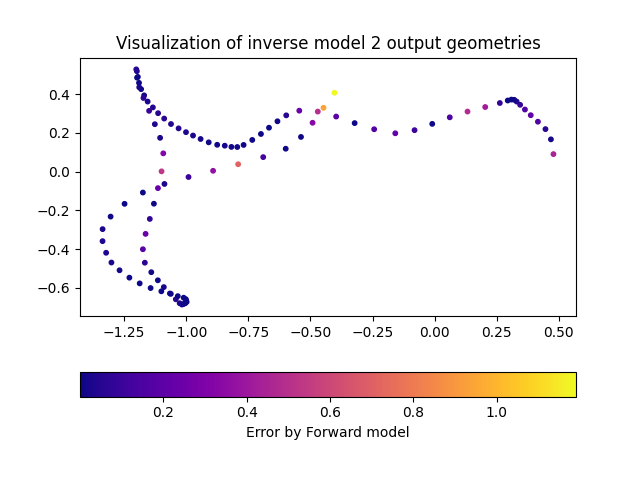 Visualization of inverse model 2 output geometries
0.4
0.2
0.0
−0.2
−0.4
−0.6
−1.25 −1.00 −0.75 −0.50 −0.25 0.00 0.25 0.50
0.2 0.4 0.6 0.8 1.0
Error by Forward model